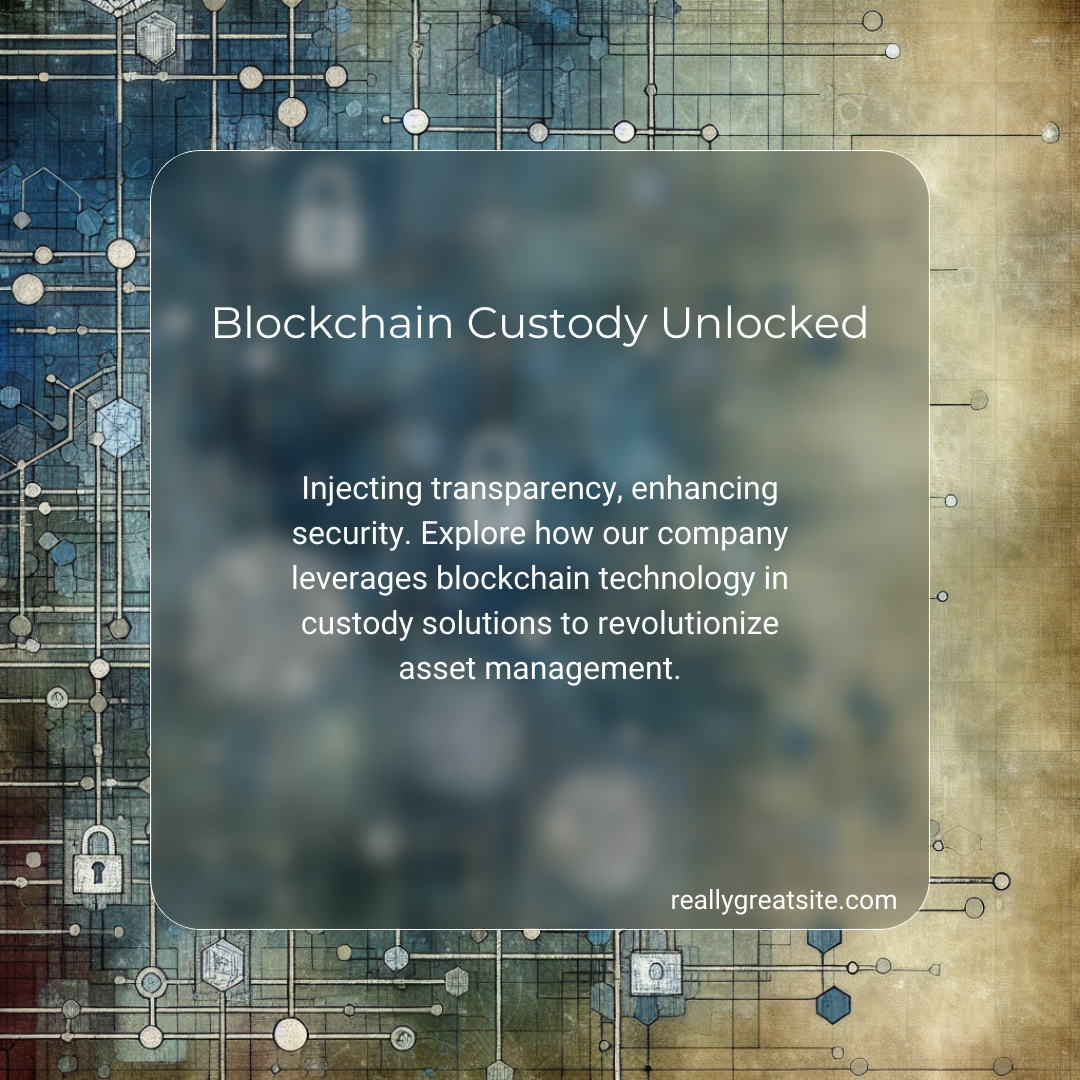 Blockchain Custody Unlocked
Injecting transparency, enhancing
security. Explore how our company
leverages blockchain technology in
custody solutions to revolutionize
asset management.
reallygreatsite.com